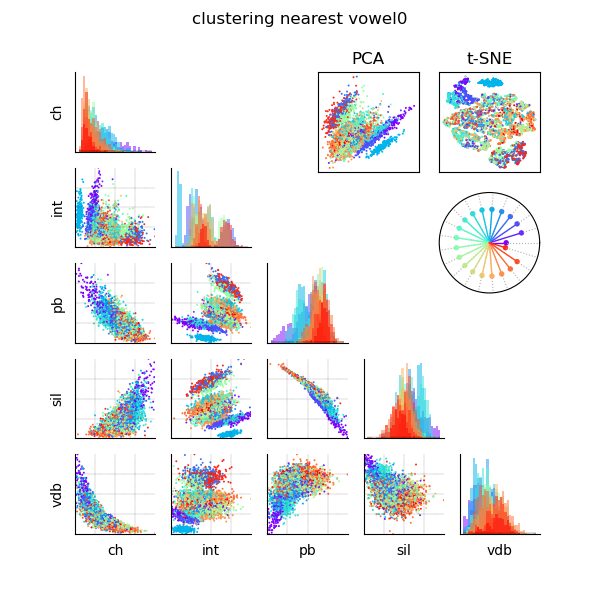 clustering nearest vowel0
PCA
t-SNE
ch
int
pb
sil
vdb
ch
int
pb
sil
vdb